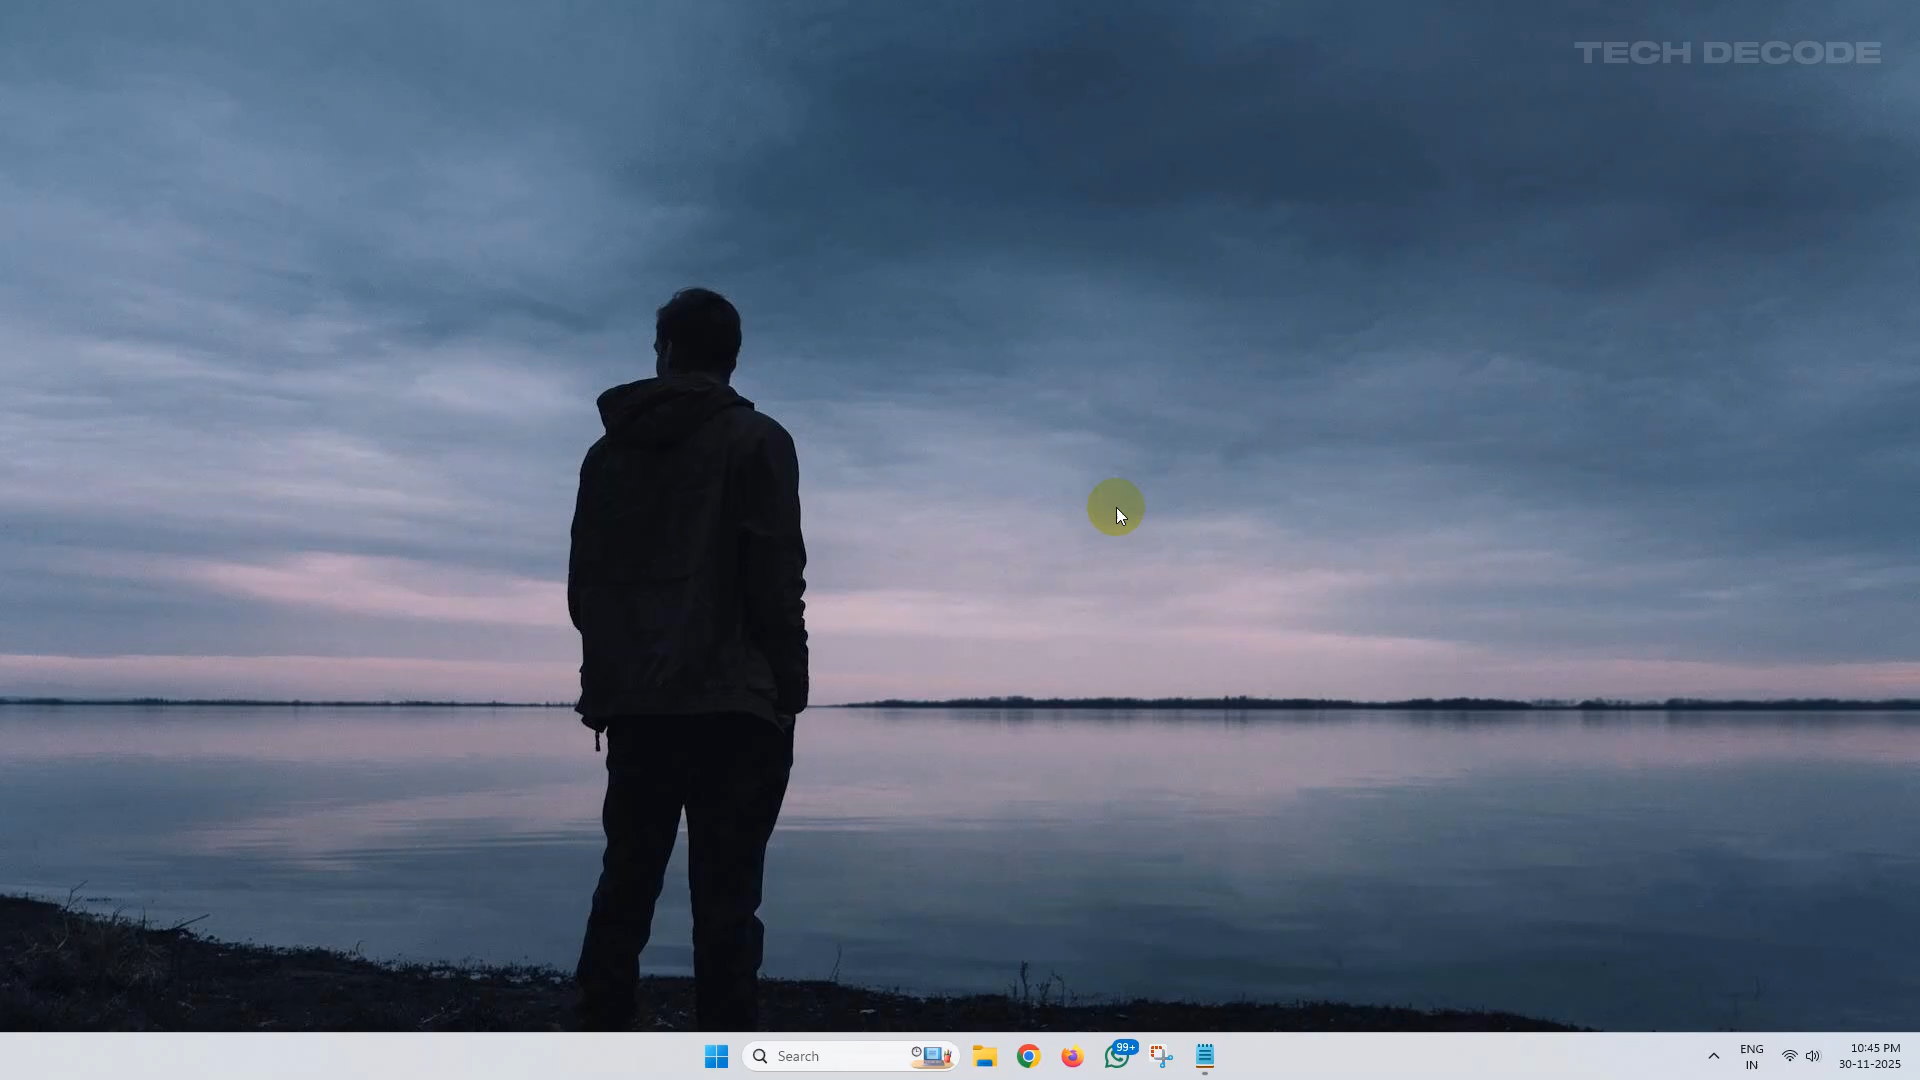 TECH DECODE
Search
99+
ENG
IN
10:45 PM
30-11-2025